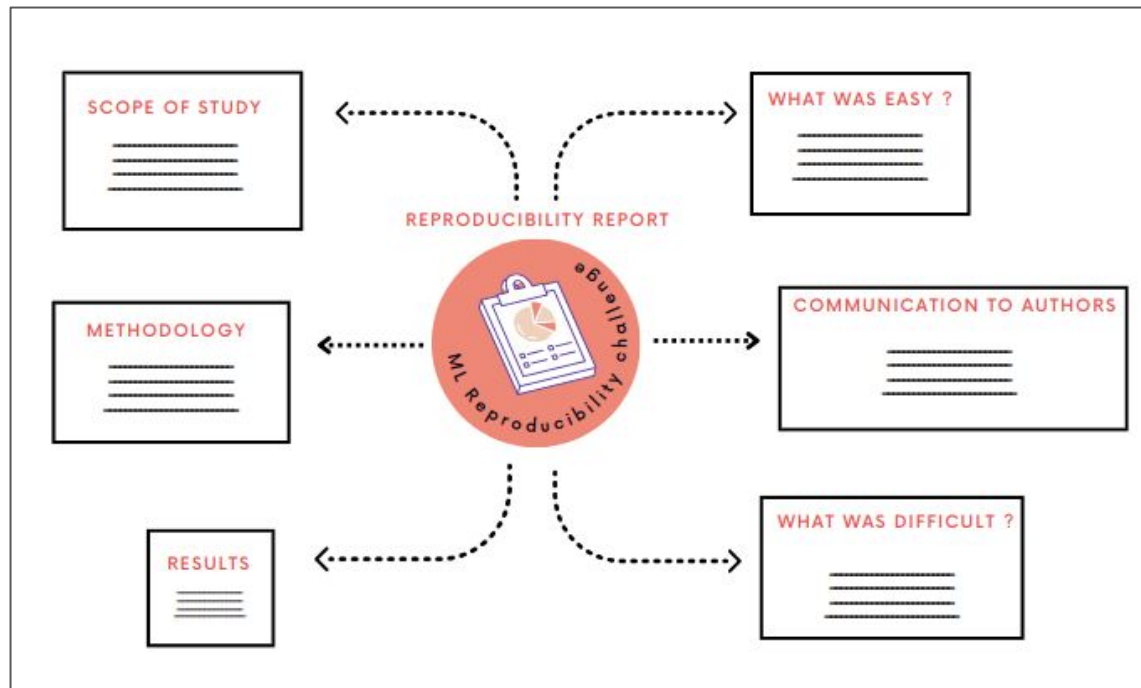 SCOPE OF STUDY
WHAT WAS EASY ?
REPRODUCIBILITY REPORT
METHODOLOGY
ML Reproducibility challenge
COMMUNICATION TO AUTHORS
RESULTS
WHAT WAS DIFFICULT ?